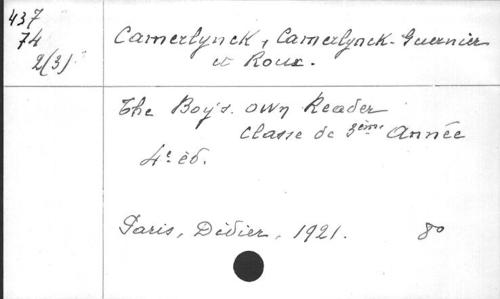 437
74
2(3)
Camerlynck, Camerlynck-Guernier
et Roux.
The Boy's own Reader
Classe de 3ème Année
4e éd.
Paris, Didier, 1921. 8o